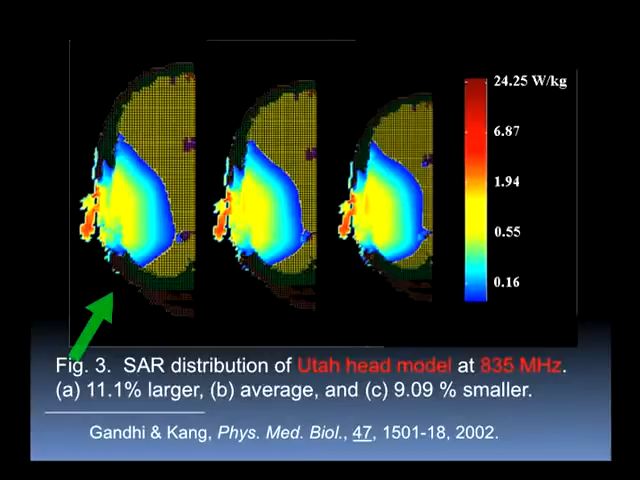 24.25 W/kg
6.87
1.94
0.55
0.16
Fig. 3. SAR distribution of Utah head model at 835 MHz.
(a) 11.1% larger, (b) average, and (c) 9.09 % smaller.
Gandhi & Kang, Phys. Med. Biol., 47, 1501-18, 2002.